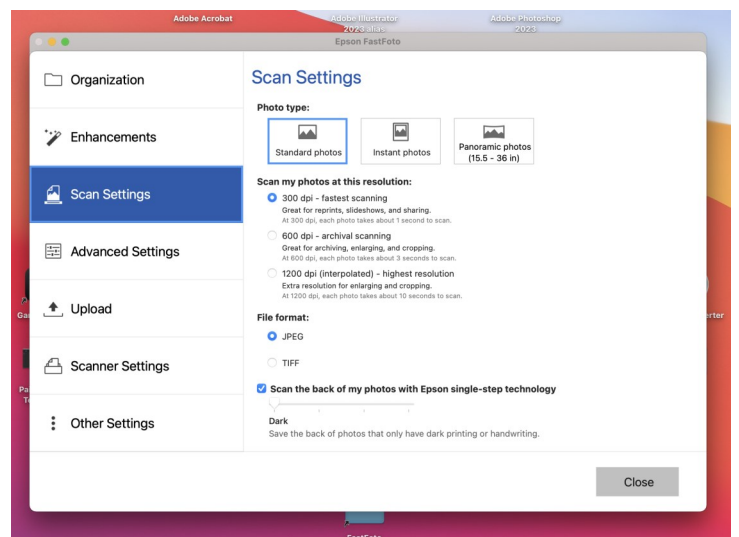 Adobe Acrobat
Adobe Illustrator
2023 alias
Adobe Photoshop
2023
Epson FastFoto
Organization
Enhancements
Scan Settings
Advanced Settings
Upload
Scanner Settings
Other Settings
Scan Settings
Photo type:
Standard photos
Instant photos
Panoramic photos
(15.5 - 36 in)
Scan my photos at this resolution:
300 dpi - fastest scanning
Great for reprints, slideshows, and sharing.
At 300 dpi, each photo takes about 1 second to scan.
600 dpi - archival scanning
Great for archiving, enlarging, and cropping.
At 600 dpi, each photo takes about 3 seconds to scan.
1200 dpi (interpolated) - highest resolution
Extra resolution for enlarging and cropping.
At 1200 dpi, each photo takes about 10 seconds to scan.
File format:
JPEG
TIFF
Scan the back of my photos with Epson single-step technology
Dark
Save the back of photos that only have dark printing or handwriting.
Close